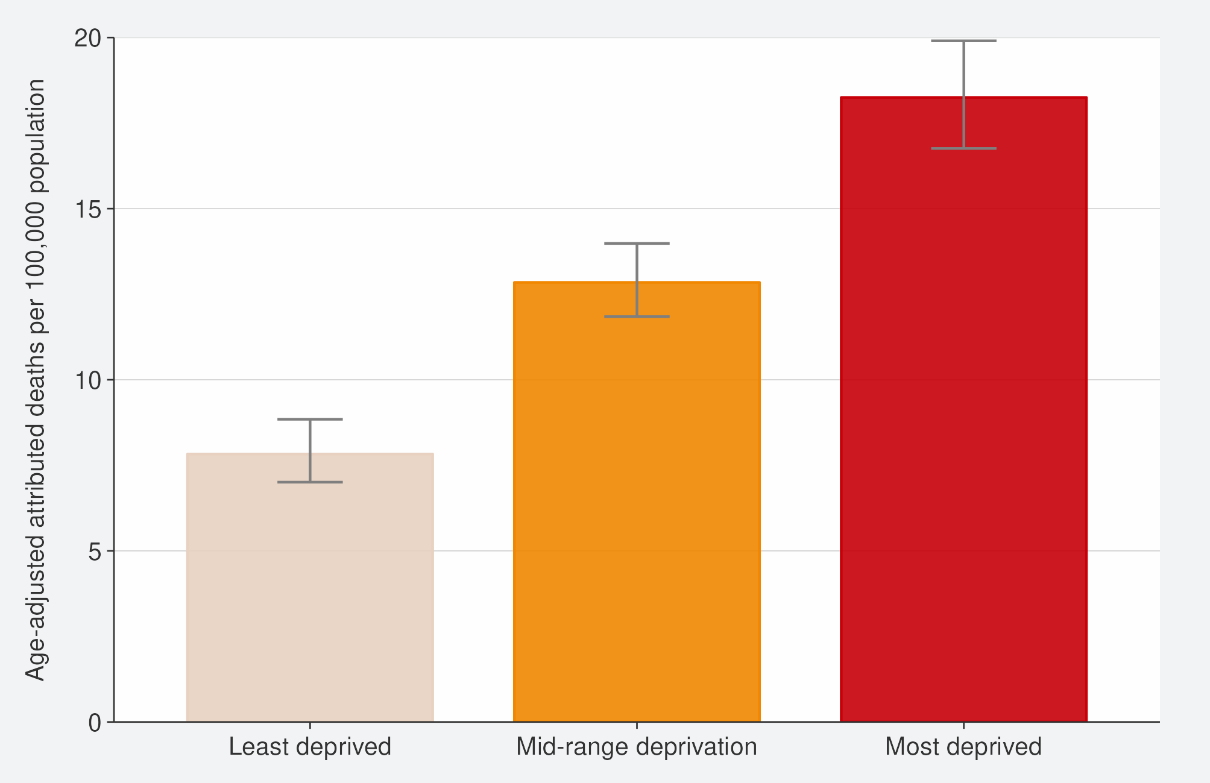 Age-adjusted attributed deaths per 100,000 population
20
15
10
5
0
Least deprived
Mid-range deprivation
Most deprived